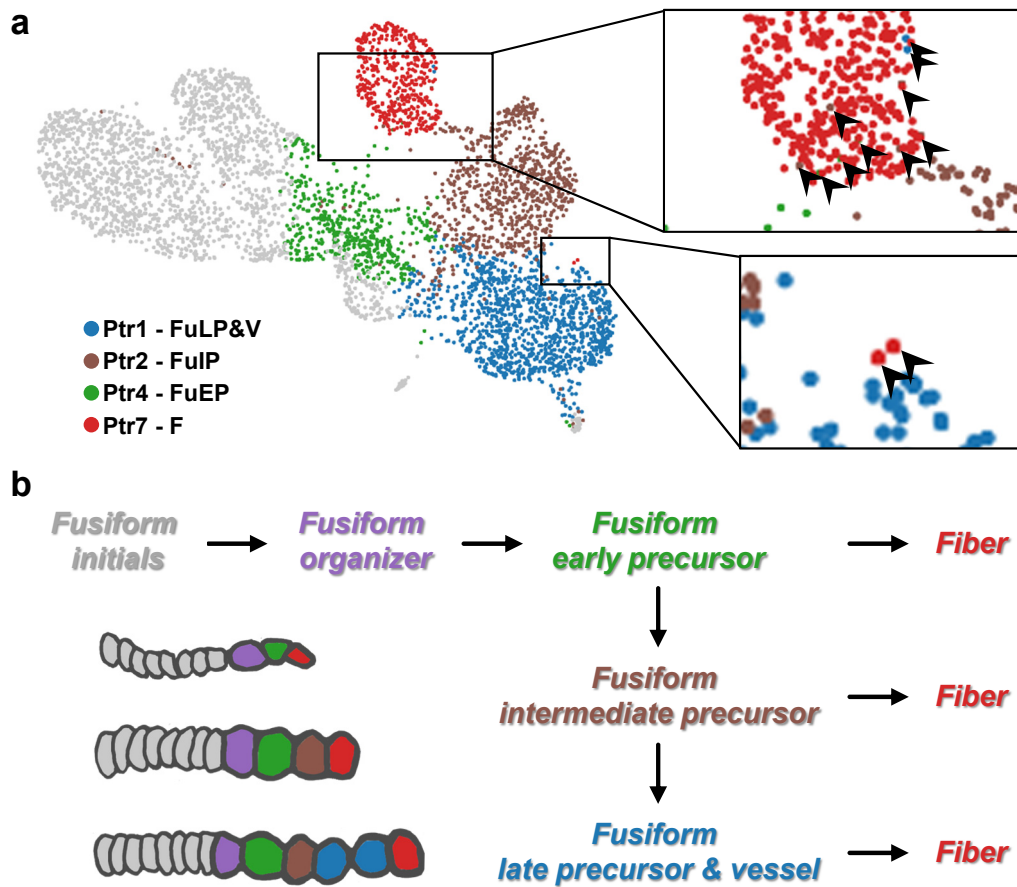 a
Ptr1 - FuLP&V
Ptr2 - FuIP
Ptr4 - FuEP
Ptr7 - F
b
Fusiform
initials
Fusiform
organizer
Fusiform
early precursor
Fiber
Fusiform
intermediate precursor
Fiber
Fusiform
late precursor & vessel
Fiber